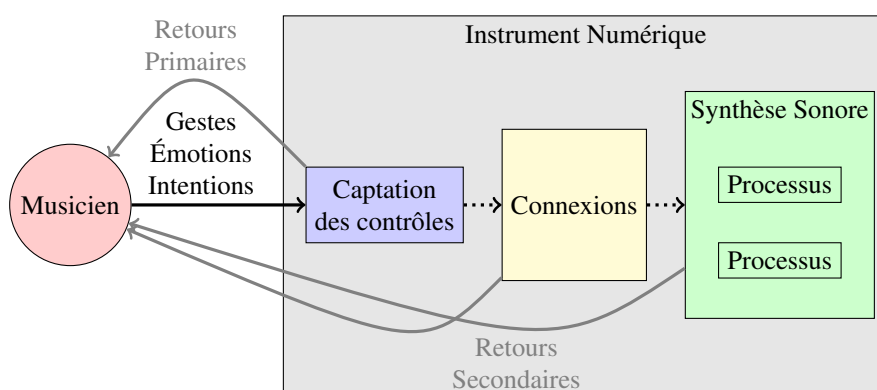 Retours
Primaires
Instrument Numérique
Gestes
Émotions
Intentions
Musicien
Captation
des contrôles
Connexions
Synthèse Sonore
Processus
Processus
Retours
Secondaires